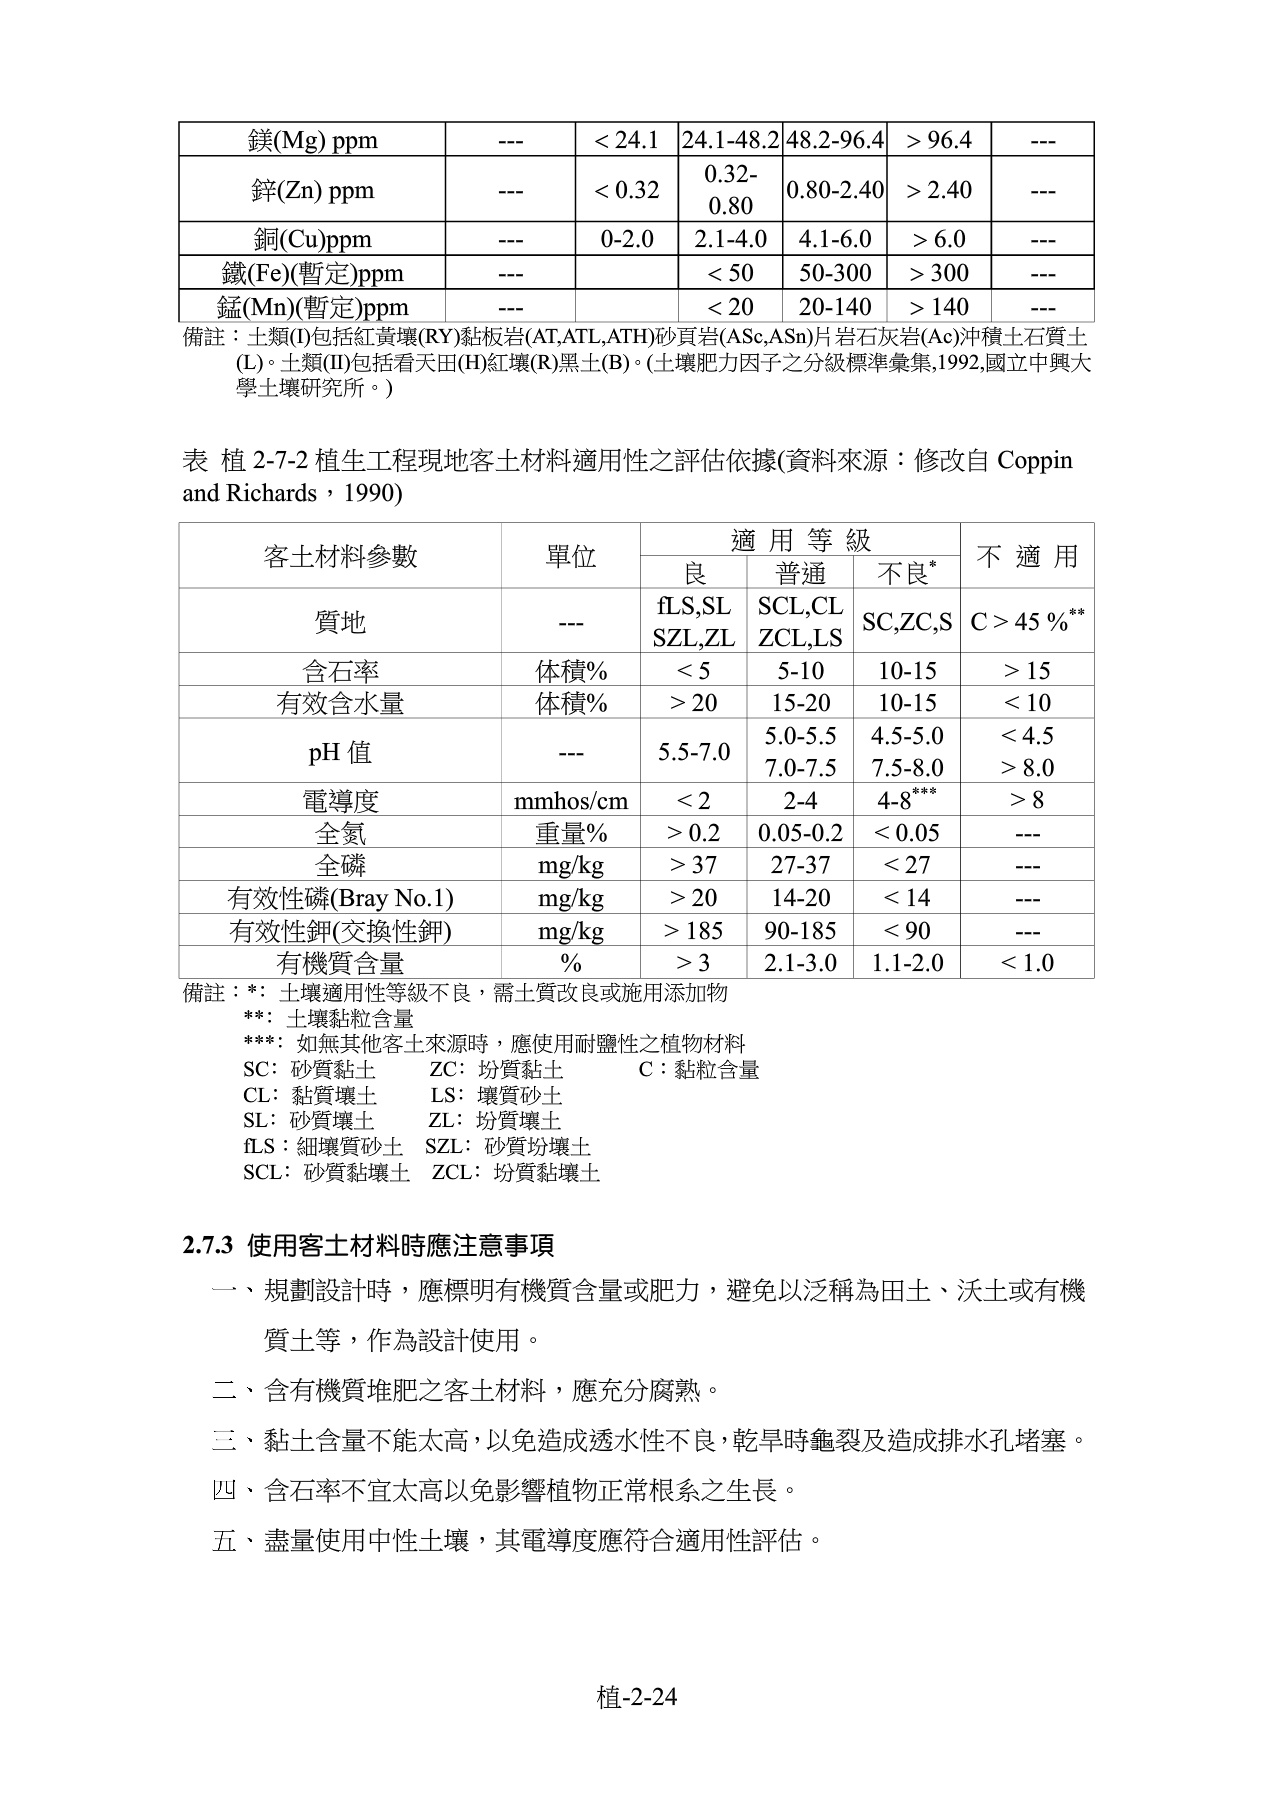 鎂(Mg) ppm --- < 24.1 24.1-48.2 48.2-96.4 > 96.4 ---
鋅(Zn) ppm --- < 0.32 0.32-0.80 0.80-2.40 > 2.40 ---
銅(Cu)ppm --- 0-2.0 2.1-4.0 4.1-6.0 > 6.0 ---
鐵(Fe)(暫定)ppm --- < 50 50-300 > 300 ---
錳(Mn)(暫定)ppm --- < 20 20-140 > 140 ---
備註：土類(I)包括紅黃壤(RY)黏板岩(AT,ATL,ATH)砂頁岩(ASc,ASn)片岩石灰岩(Ac)沖積土石質土
(L)。土類(II)包括看天田(H)紅壤(R)黑土(B)。(土壤肥力因子之分級標準彙集,1992,國立中興大
學土壤研究所。)
表 植 2-7-2 植生工程現地客土材料適用性之評估依據(資料來源：修改自 Coppin
and Richards，1990)
客土材料參數 單位 適 用 等 級 不 適 用
良 普通 不良*
質地 --- fLS,SL SZL,ZL SCL,CL ZCL,LS SC,ZC,S C > 45 %**
含石率 体積% < 5 5-10 10-15 > 15
有效含水量 体積% > 20 15-20 10-15 < 10
pH 值 --- 5.5-7.0 5.0-5.5 7.0-7.5 4.5-5.0 7.5-8.0 < 4.5 > 8.0
電導度 mmhos/cm < 2 2-4 4-8*** > 8
全氮 重量% > 0.2 0.05-0.2 < 0.05 ---
全磷 mg/kg > 37 27-37 < 27 ---
有效性磷(Bray No.1) mg/kg > 20 14-20 < 14 ---
有效性鉀(交換性鉀) mg/kg > 185 90-185 < 90 ---
有機質含量 % > 3 2.1-3.0 1.1-2.0 < 1.0
備註：*: 土壤適用性等級不良，需土質改良或施用添加物
**: 土壤黏粒含量
***: 如無其他客土來源時，應使用耐鹽性之植物材料
SC: 砂質黏土 ZC: 坋質黏土 C：黏粒含量
CL: 黏質壤土 LS: 壤質砂土
SL: 砂質壤土 ZL: 坋質壤土
fLS：細壤質砂土 SZL: 砂質坋壤土
SCL: 砂質黏壤土 ZCL: 坋質黏壤土
2.7.3 使用客土材料時應注意事項
一、規劃設計時，應標明有機質含量或肥力，避免以泛稱為田土、沃土或有機
質土等，作為設計使用。
二、含有機質堆肥之客土材料，應充分腐熟。
三、黏土含量不能太高，以免造成透水性不良，乾旱時龜裂及造成排水孔堵塞。
四、含石率不宜太高以免影響植物正常根系之生長。
五、盡量使用中性土壤，其電導度應符合適用性評估。
植-2-24